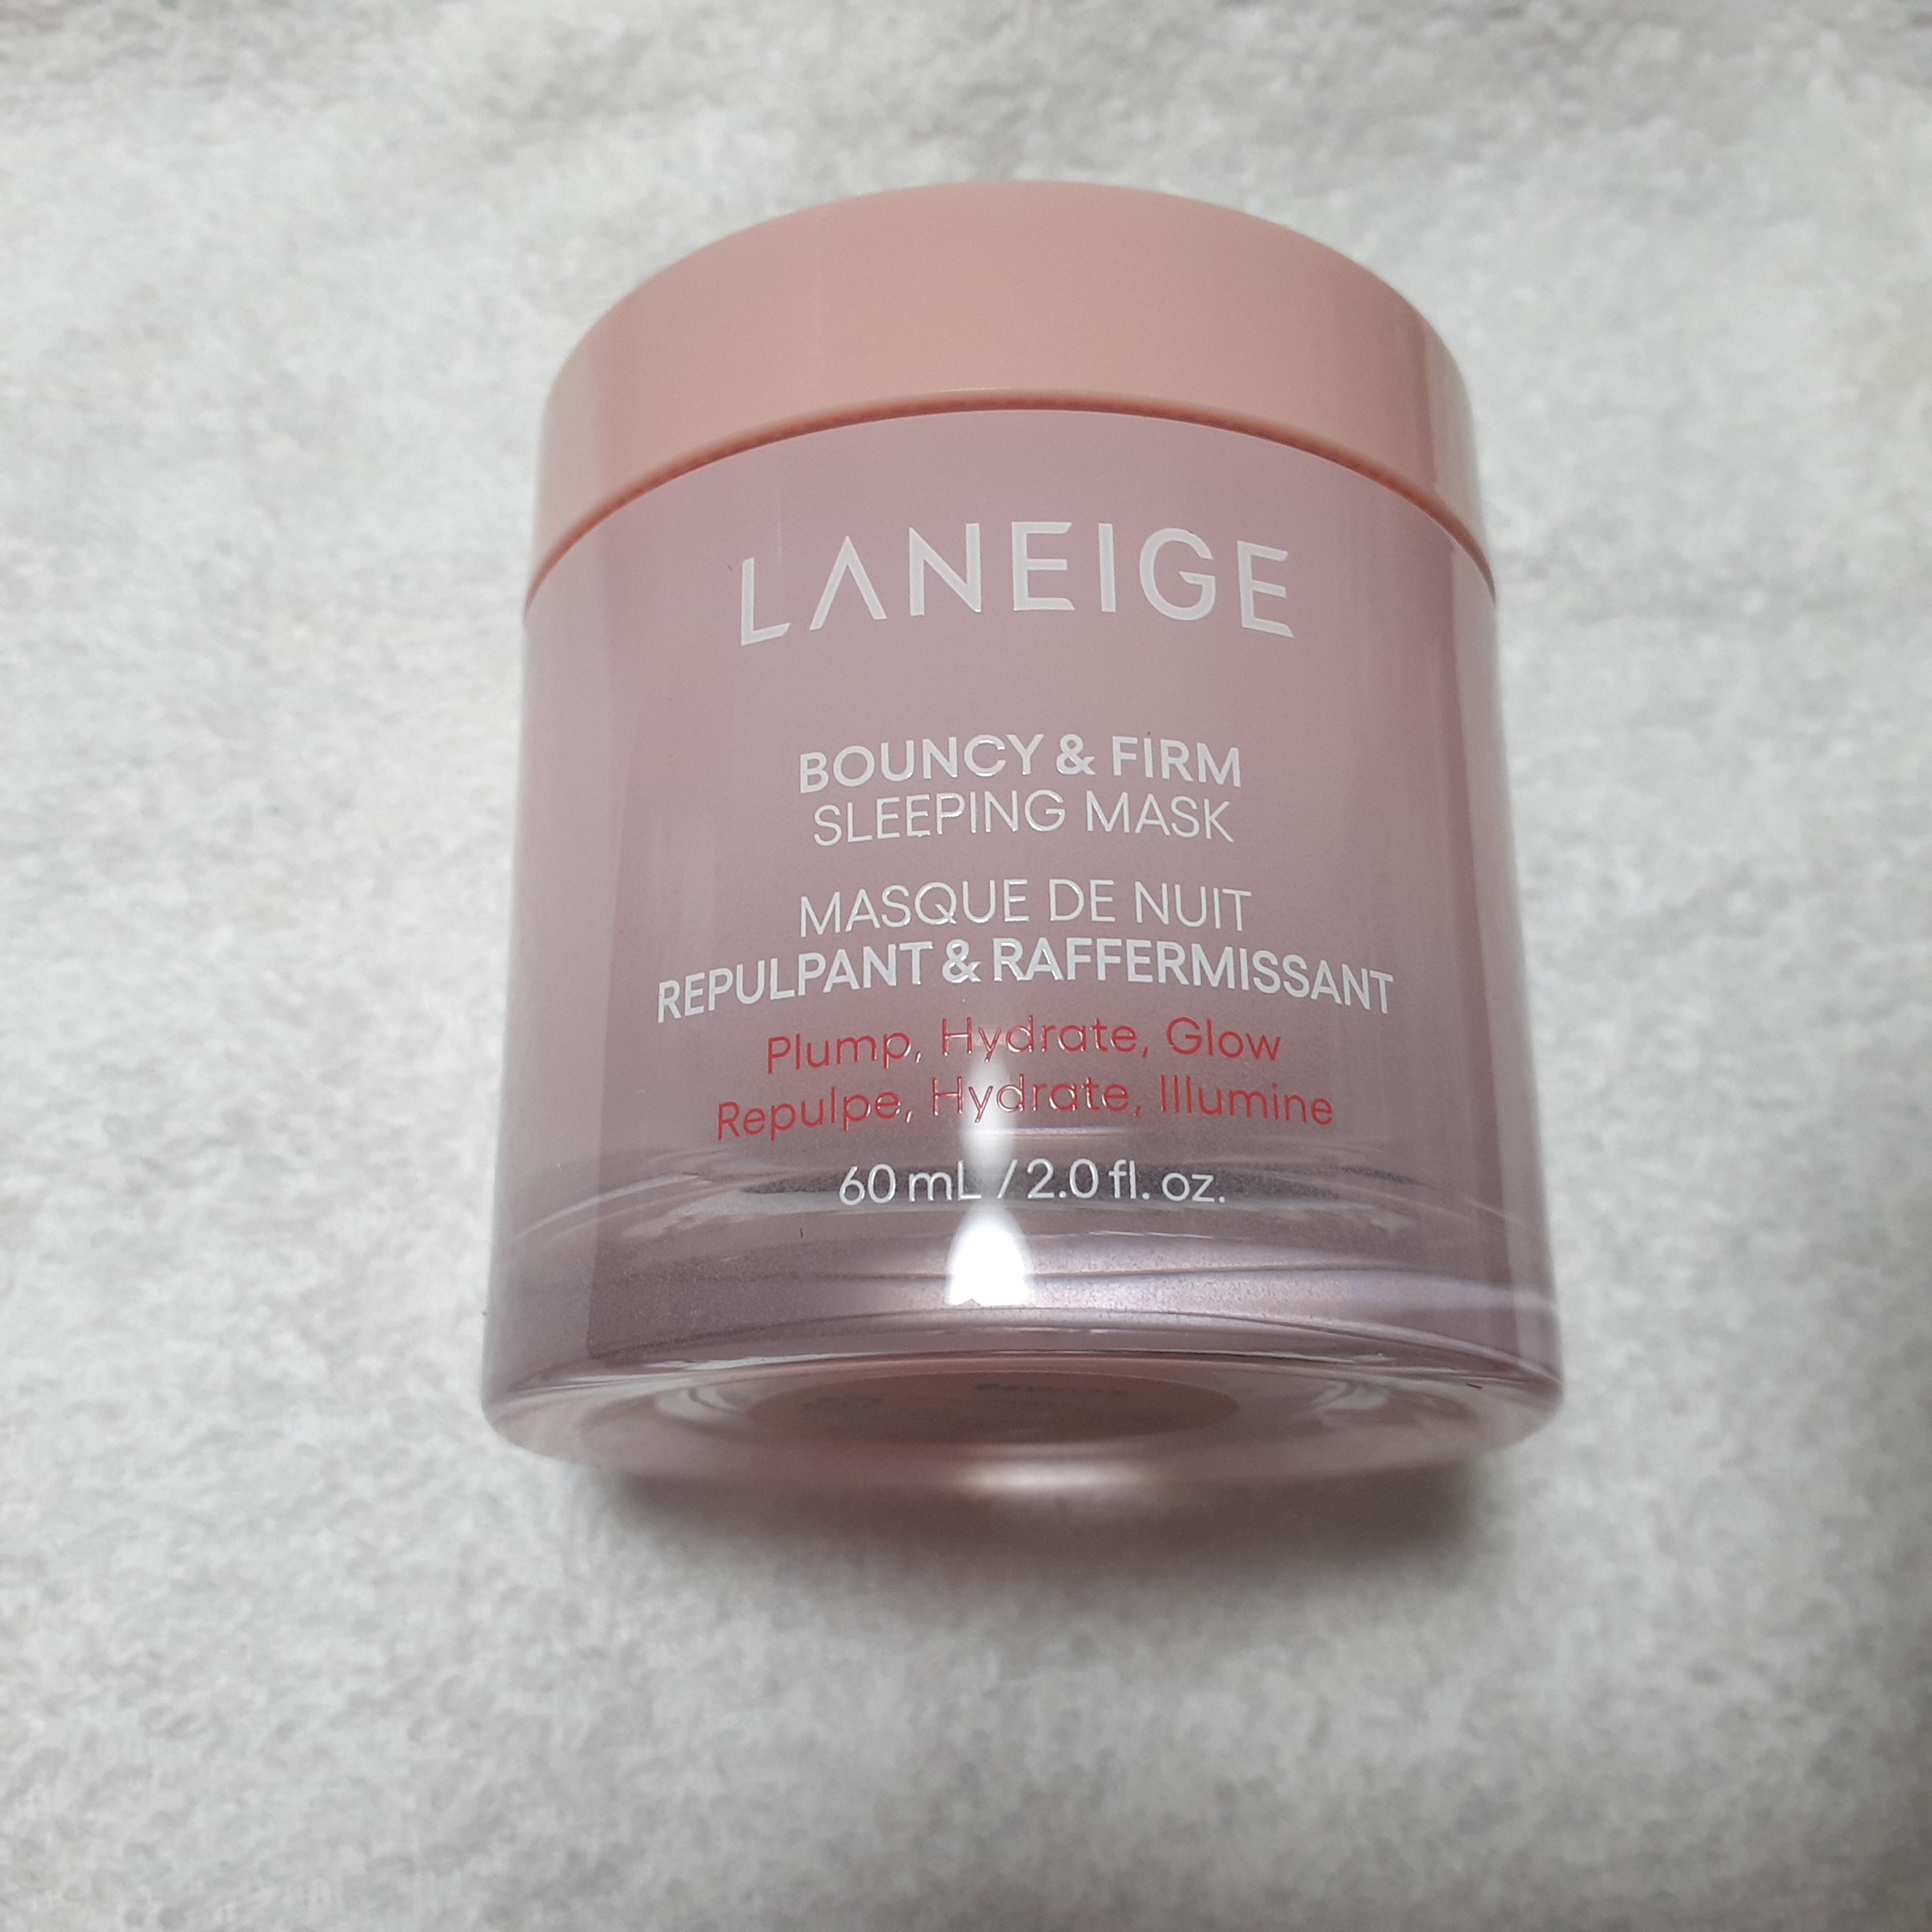 LANEIGE
BOUNCY & FIRM
SLEEPING MASK
MASQUE DE NUIT
REPULPANT & RAFFERMISSANT
Plump, Hydrate, Glow
Repulpe, Hydrate, Illumine
60 mL / 2.0 fl. oz.